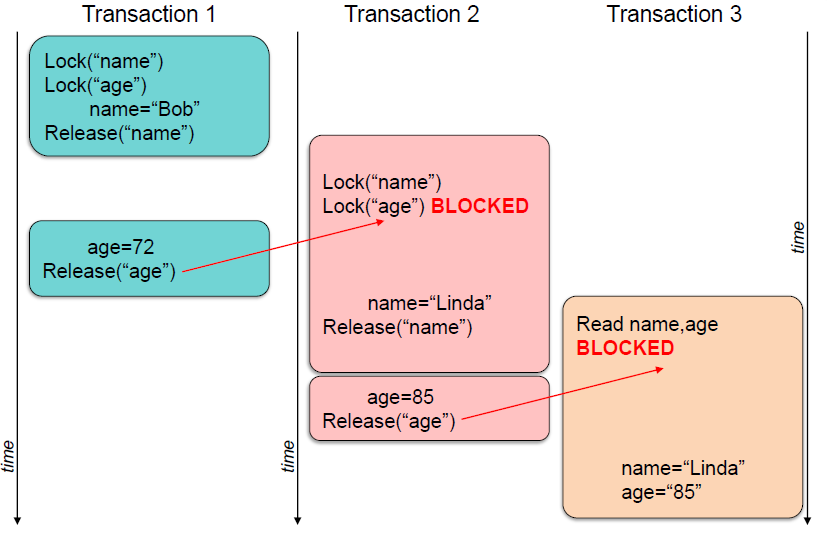 Transaction 1
Transaction 2
Transaction 3
Lock(“name”)
Lock(“age”)
name=“Bob”
Release(“name”)
age=72
Release(“age”)
Lock(“name”)
Lock(“age”) BLOCKED
name=“Linda”
Release(“name”)
age=85
Release(“age”)
Read name,age
BLOCKED
name=“Linda”
age=“85”
time
time
time